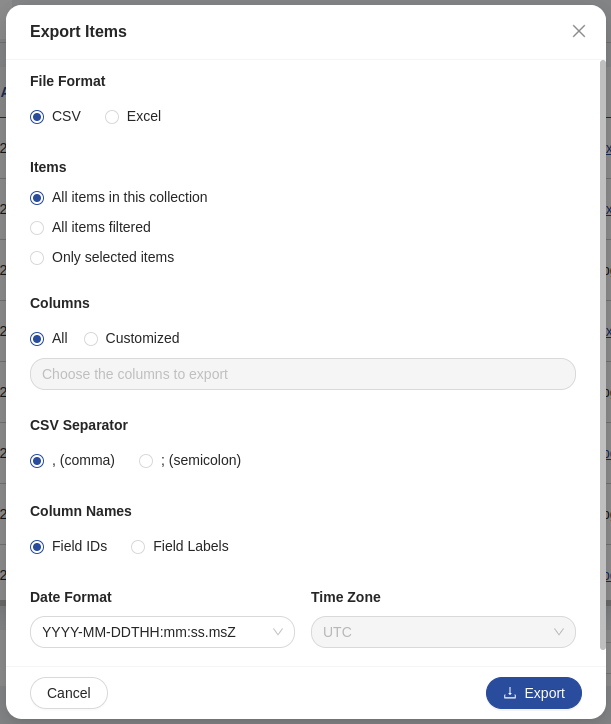 Export Items
File Format
CSV Excel
Items
All items in this collection
All items filtered
Only selected items
Columns
All Customized
Choose the columns to export
CSV Separator
, (comma) ; (semicolon)
Column Names
Field IDs Field Labels
Date Format Time Zone
YYYY-MM-DDTHH:mm:ss.msZ UTC
Cancel Export